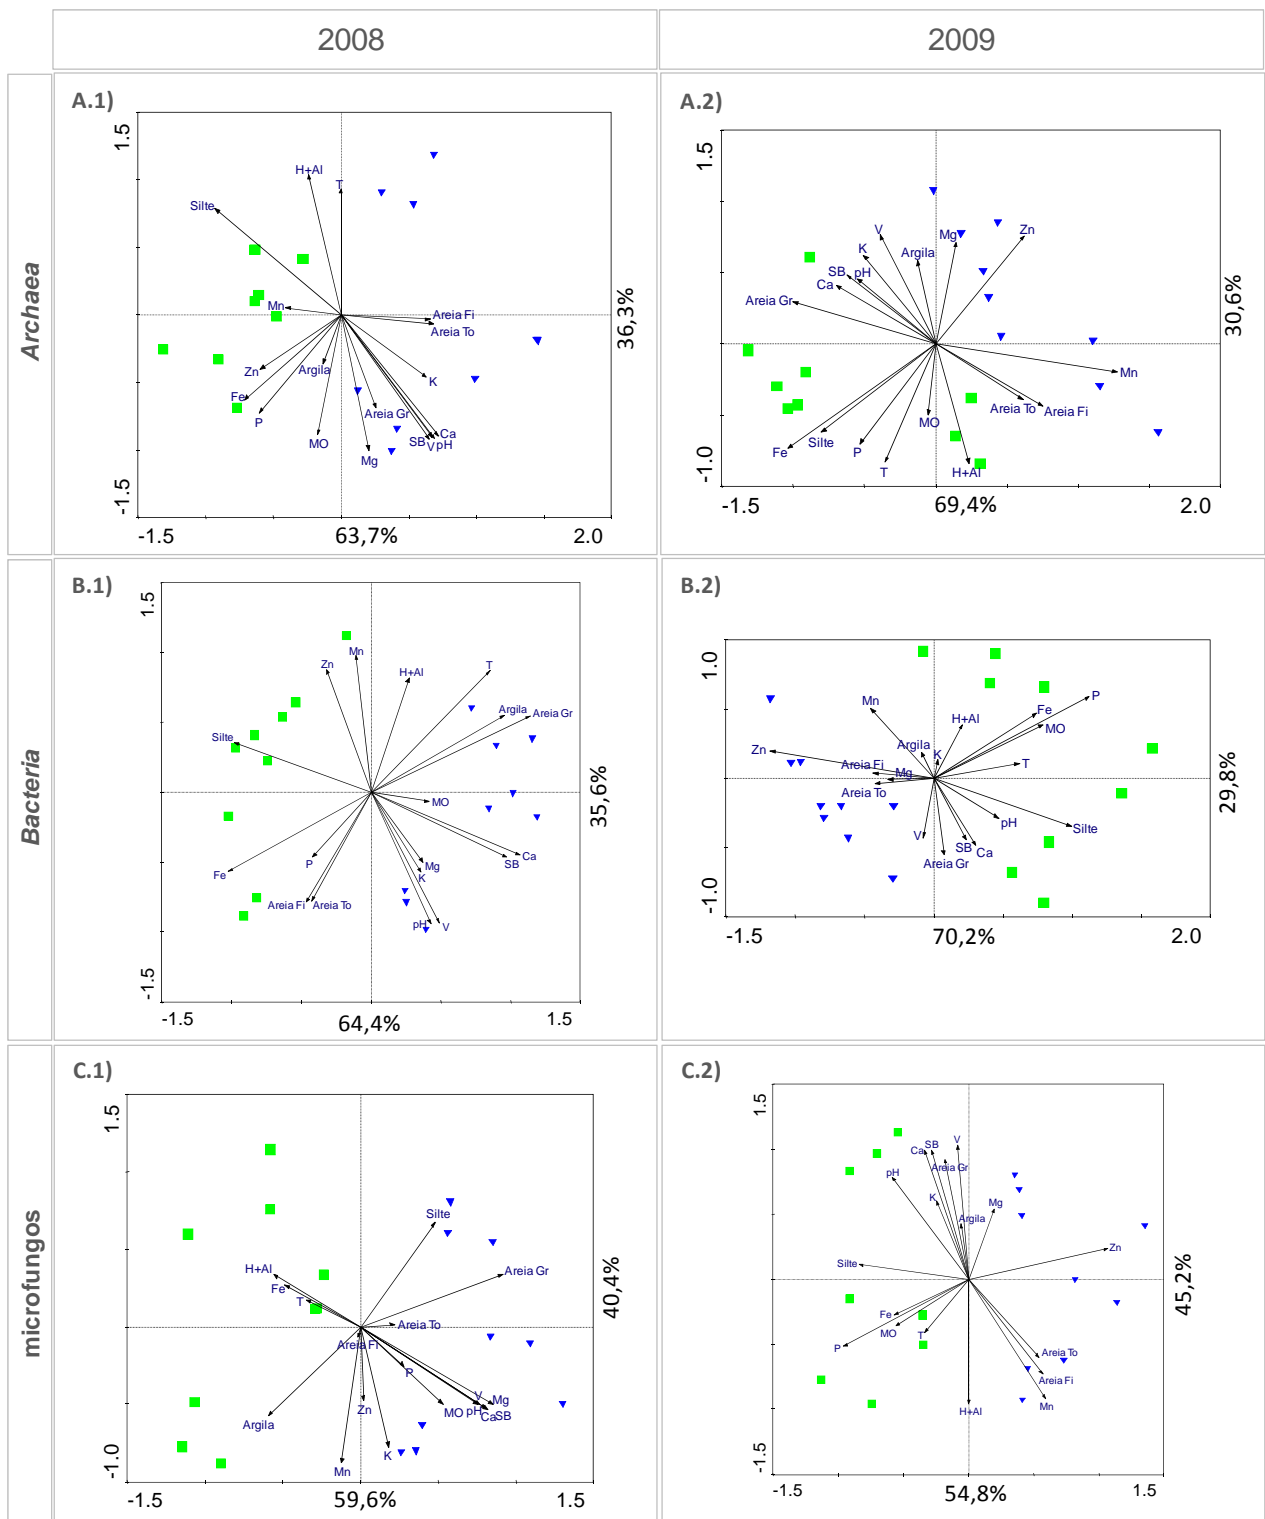 2008
2009
Archaea
A.1)
1.5
H+Al
T
Silte
Mn
Areia Fi
Areia To
Zn
Argila
K
Fe
P
Areia Gr
MO
Ca
SB
V
pH
Mg
-1.5
-1.5
63,7%
2.0
36,3%
A.2)
1.5
V
Mg
Zn
K
Argila
SB
pH
Ca
Areia Gr
Mn
Areia To
Areia Fi
MO
Silte
Fe
P
T
H+Al
-1.0
-1.5
69,4%
2.0
30,6%
Bacteria
B.1)
1.5
Mn
Zn
H+Al
T
Argila
Areia Gr
Silte
MO
P
Mg
Ca
SB
Fe
K
Areia Fi
Areia To
pH
V
-1.5
-1.5
64,4%
1.5
35,6%
B.2)
1.0
Mn
P
Fe
H+Al
MO
Zn
Argila
K
Areia Fi
Mg
T
Areia To
pH
Silte
V
SB
Ca
Areia Gr
-1.0
-1.5
70,2%
2.0
29,8%
microfungos
C.1)
1.5
Silte
H+Al
Fe
T
Areia Gr
Areia To
Areia Fi
P
V
Mg
Zn
MO
pH
Ca
SB
Argila
K
Mn
-1.0
-1.5
59,6%
1.5
40,4%
C.2)
1.5
V
SB
Ca
Areia Gr
pH
K
Mg
Argila
Zn
Silte
Fe
MO
T
P
Areia To
Areia Fi
Mn
H+Al
-1.5
-1.5
54,8%
1.5
45,2%